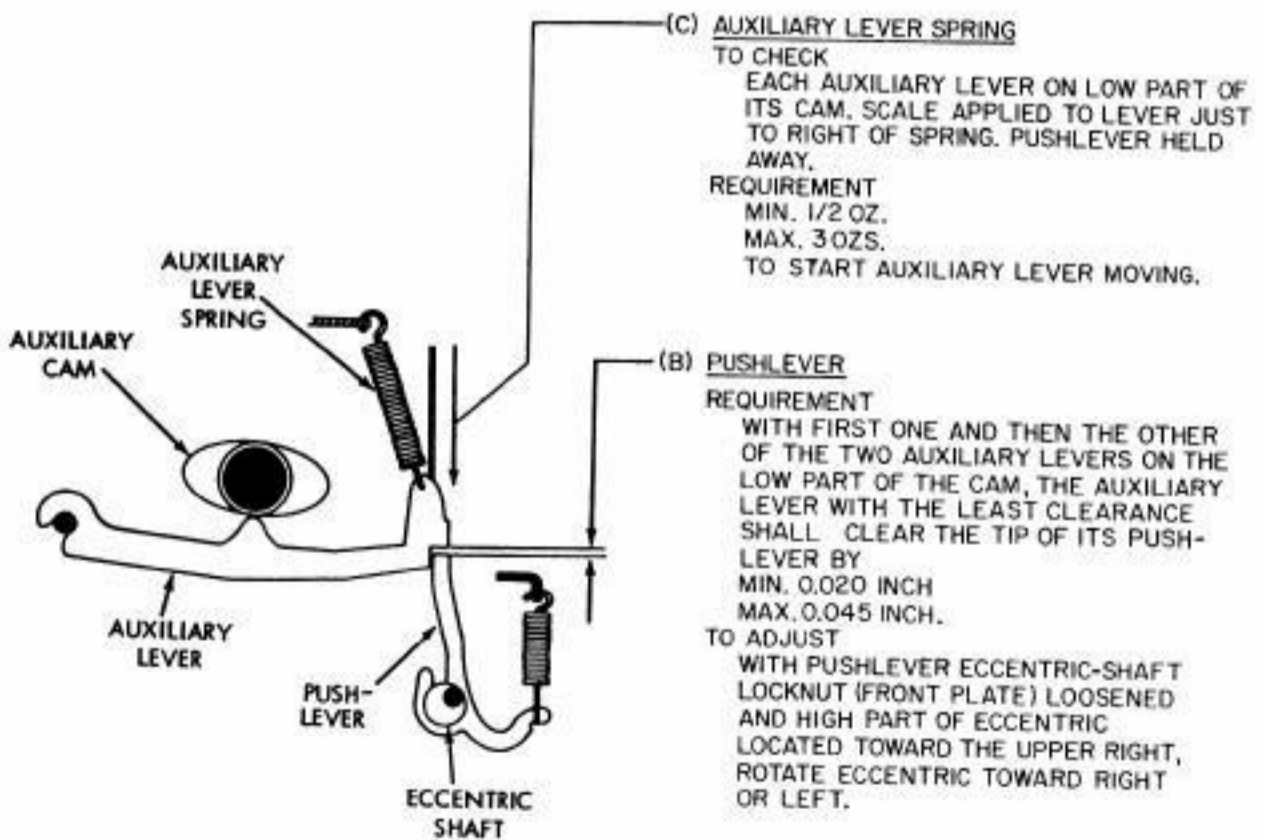 (C) AUXILIARY LEVER SPRING
TO CHECK
EACH AUXILIARY LEVER ON LOW PART OF
ITS CAM. SCALE APPLIED TO LEVER JUST
TO RIGHT OF SPRING. PUSHLEVER HELD
AWAY.
REQUIREMENT
MIN. 1/2 OZ.
MAX. 3 OZS.
TO START AUXILIARY LEVER MOVING.
AUXILIARY
LEVER
SPRING
AUXILIARY
CAM
(B) PUSHLEVER
REQUIREMENT
WITH FIRST ONE AND THEN THE OTHER
OF THE TWO AUXILIARY LEVERS ON THE
LOW PART OF THE CAM, THE AUXILIARY
LEVER WITH THE LEAST CLEARANCE
SHALL CLEAR THE TIP OF ITS PUSH-
LEVER BY
MIN. 0.020 INCH
MAX. 0.045 INCH.
TO ADJUST
WITH PUSHLEVER ECCENTRIC-SHAFT
LOCKNUT (FRONT PLATE) LOOSENED
AND HIGH PART OF ECCENTRIC
LOCATED TOWARD THE UPPER RIGHT,
ROTATE ECCENTRIC TOWARD RIGHT
OR LEFT.
AUXILIARY
LEVER
PUSH-
LEVER
ECCENTRIC
SHAFT